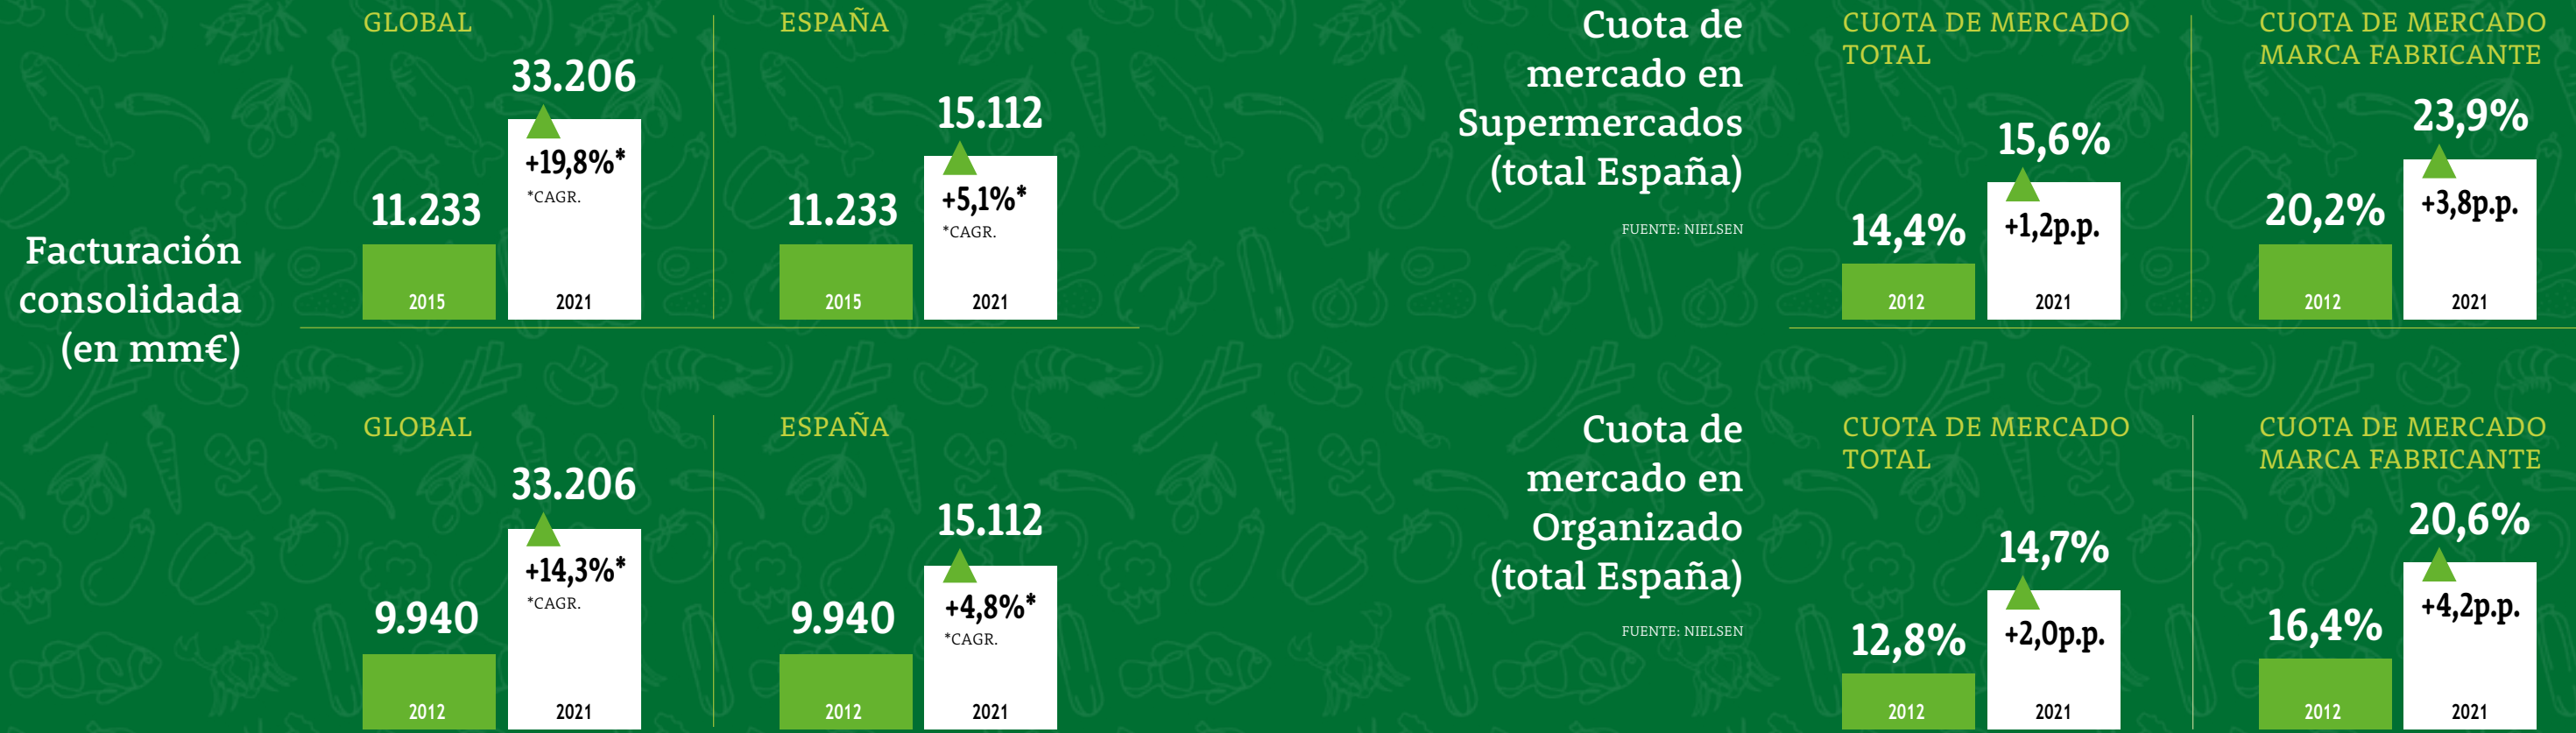 Facturación
consolidada
(en mm€)
GLOBAL
33.206
+19,8%*
*CAGR.
11.233
2015
2021
ESPAÑA
15.112
+5,1%*
*CAGR.
11.233
2015
2021
GLOBAL
33.206
+14,3%*
*CAGR.
9.940
2012
2021
ESPAÑA
15.112
+4,8%*
*CAGR.
9.940
2012
2021
Cuota de
mercado en
Supermercados
(total España)
FUENTE: NIELSEN
CUOTA DE MERCADO
TOTAL
15,6%
+1,2p.p.
14,4%
2012
2021
CUOTA DE MERCADO
MARCA FABRICANTE
23,9%
+3,8p.p.
20,2%
2012
2021
Cuota de
mercado en
Organizado
(total España)
FUENTE: NIELSEN
CUOTA DE MERCADO
TOTAL
14,7%
+2,0p.p.
12,8%
2012
2021
CUOTA DE MERCADO
MARCA FABRICANTE
20,6%
+4,2p.p.
16,4%
2012
2021